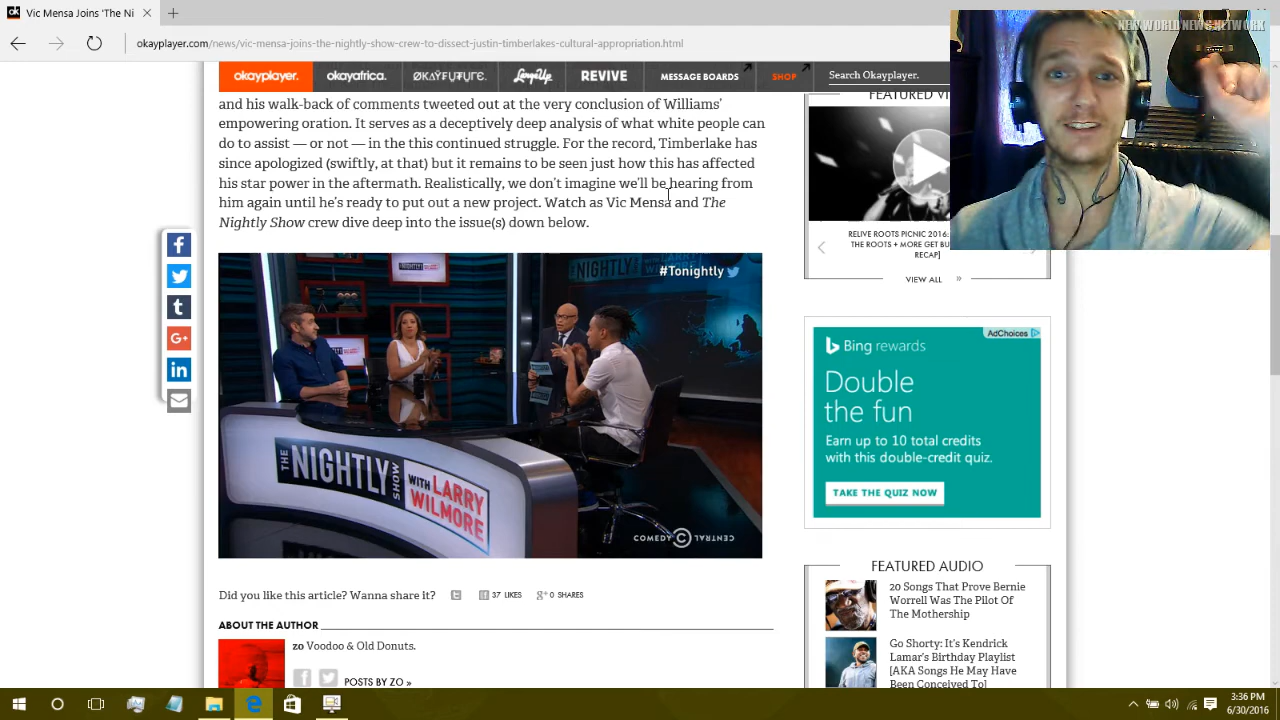 Vic Mensa Joins 'The Ni
NEW WORLD NEWS NETWORK
okayplayer.com/news/vic-mensa-joins-the-nightly-show-crew-to-dissect-justin-timberlakes-cultural-appropriation.html
okayplayer.
okayafrica.
ØKAYFUTURE.
LargeUp
REVIVE
MESSAGE BOARDS
SHOP
Search Okayplayer.
and his walk-back of comments tweeted out at the very conclusion of Williams'
empowering oration. It serves as a deceptively deep analysis of what white people can
do to assist — or not — in the this continued struggle. For the record, Timberlake has
since apologized (swiftly, at that) but it remains to be seen just how this has affected
his star power in the aftermath. Realistically, we don't imagine we'll be hearing from
him again until he's ready to put out a new project. Watch as Vic Mensa and The
Nightly Show crew dive deep into the issue(s) down below.
#Tonightly
THE
NIGHTLY
SHOW
WITH LARRY
WILMORE
COMEDY CENTRAL
Did you like this article? Wanna share it?
37 LIKES
0 SHARES
ABOUT THE AUTHOR
zo Voodoo & Old Donuts.
POSTS BY ZO »
FEATURED VI
RELIVE ROOTS PICNIC 2016:
THE ROOTS + MORE GET BU
RECAP]
VIEW ALL »
AdChoices
Bing rewards
Double
the fun
Earn up to 10 total credits
with this double-credit quiz.
TAKE THE QUIZ NOW
FEATURED AUDIO
20 Songs That Prove Bernie
Worrell Was The Pilot Of
The Mothership
Go Shorty: It's Kendrick
Lamar's Birthday Playlist
[AKA Songs He May Have
Been Conceived To]
3:36 PM
6/30/2016